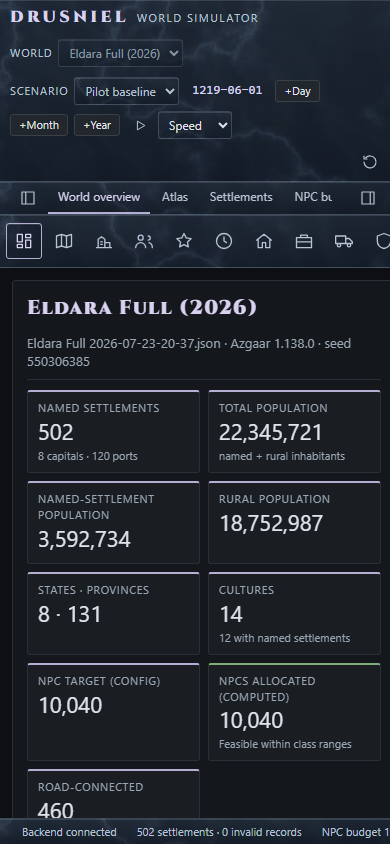 DRUSNIEL WORLD SIMULATOR
WORLD Eldara Full (2026)
SCENARIO Pilot baseline 1219-06-01 +Day
+Month +Year Speed
World overview Atlas Settlements NPC bu
Eldara Full (2026)
Eldara Full 2026-07-23-20-37.json · Azgaar 1.138.0 · seed
550306385
NAMED SETTLEMENTS
502
8 capitals · 120 ports
TOTAL POPULATION
22,345,721
named + rural inhabitants
NAMED-SETTLEMENT
POPULATION
3,592,734
RURAL POPULATION
18,752,987
STATES · PROVINCES
8 · 131
CULTURES
14
12 with named settlements
NPC TARGET (CONFIG)
10,040
NPCS ALLOCATED
(COMPUTED)
10,040
Feasible within class ranges
ROAD-CONNECTED
460
Backend connected 502 settlements · 0 invalid records NPC budget 1